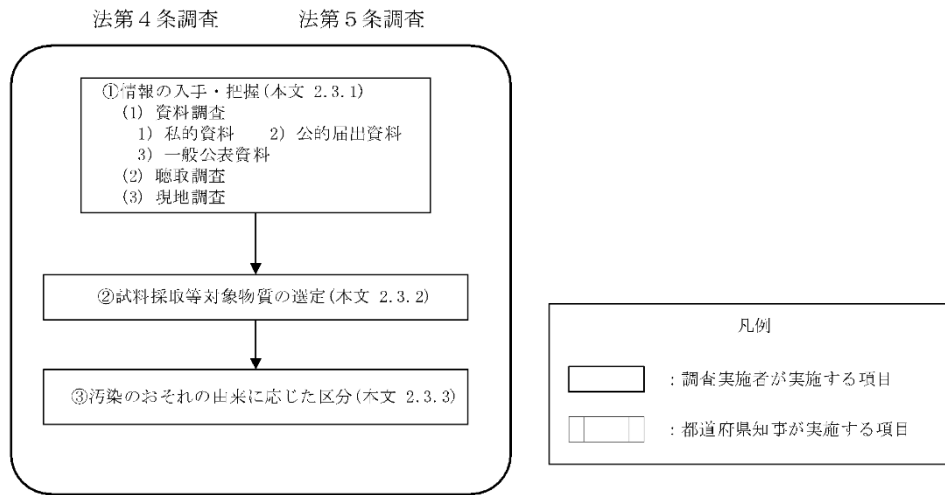 法第４条調査　　　法第５条調査
①情報の入手・把握(本文 2.3.1)
(1) 資料調査
1) 私的資料　　2) 公的届出資料
3) 一般公表資料
(2) 聴取調査
(3) 現地調査
②試料採取等対象物質の選定(本文 2.3.2)
③汚染のおそれの由来に応じた区分(本文 2.3.3)
凡例
：調査実施者が実施する項目
：都道府県知事が実施する項目